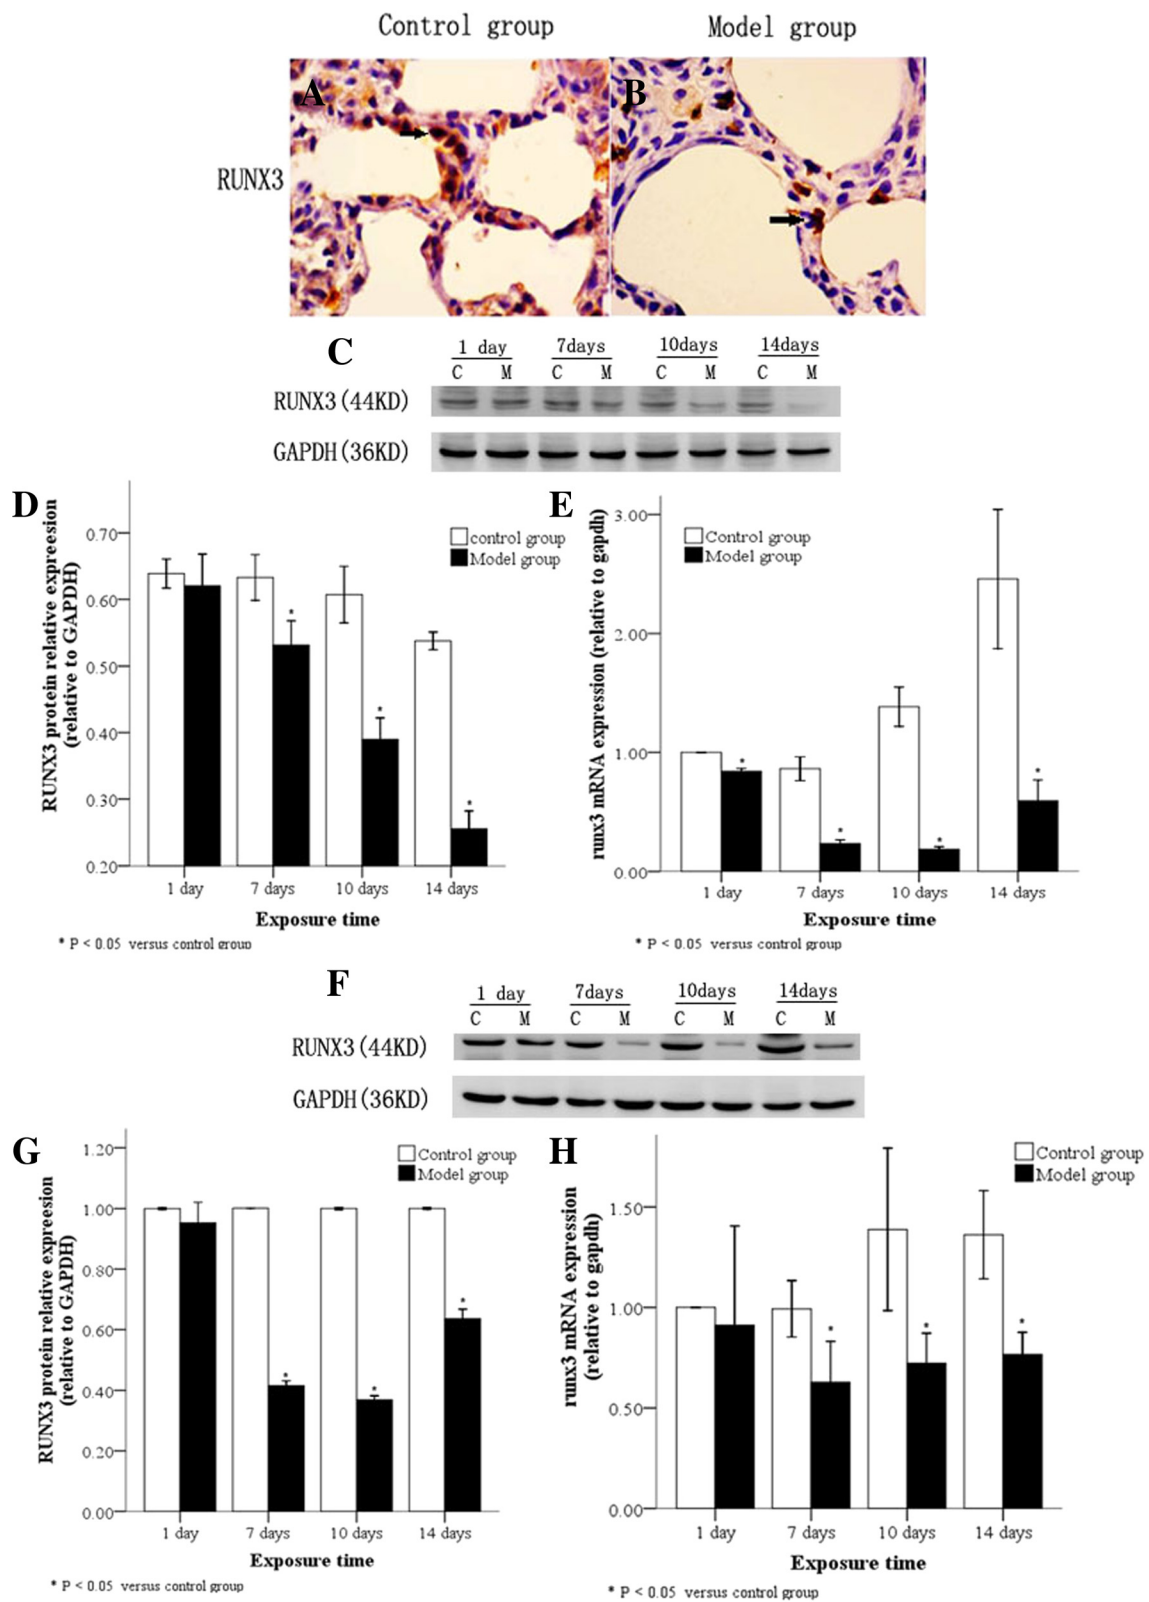 Control group
Model group
A
B
RUNX3
C
1 day
7days
10days
14days
C
M
C
M
C
M
C
M
RUNX3(44KD)
GAPDH(36KD)
D
RUNX3 protein relative expreesion
(relative to GAPDH)
0.70
0.60
0.50
0.40
0.30
0.20
control group
Model group
*
*
*
1 day
7 days
10 days
14 days
Exposure time
* P < 0.05 versus control group
E
runx3 mRNA expression (relative to gapdh)
3.00
2.00
1.00
0.00
Control group
Model group
*
*
*
*
1 day
7 days
10 days
14 days
Exposure time
* P < 0.05 versus control group
F
1 day
7days
10days
14days
C
M
C
M
C
M
C
M
RUNX3(44KD)
GAPDH(36KD)
G
RUNX3 protein relative expreesion
(relative to GAPDH)
1.20
1.00
0.80
0.60
0.40
0.20
0.00
Control group
Model group
*
*
*
1 day
7 days
10 days
14 days
Exposure time
* P < 0.05 versus control group
H
runx3 mRNA expression
(relative to gapdh)
1.50
1.00
0.50
0.00
Control group
Model group
*
*
*
1 day
7 days
10 days
14 days
Exposure time
* P < 0.05 versus control group